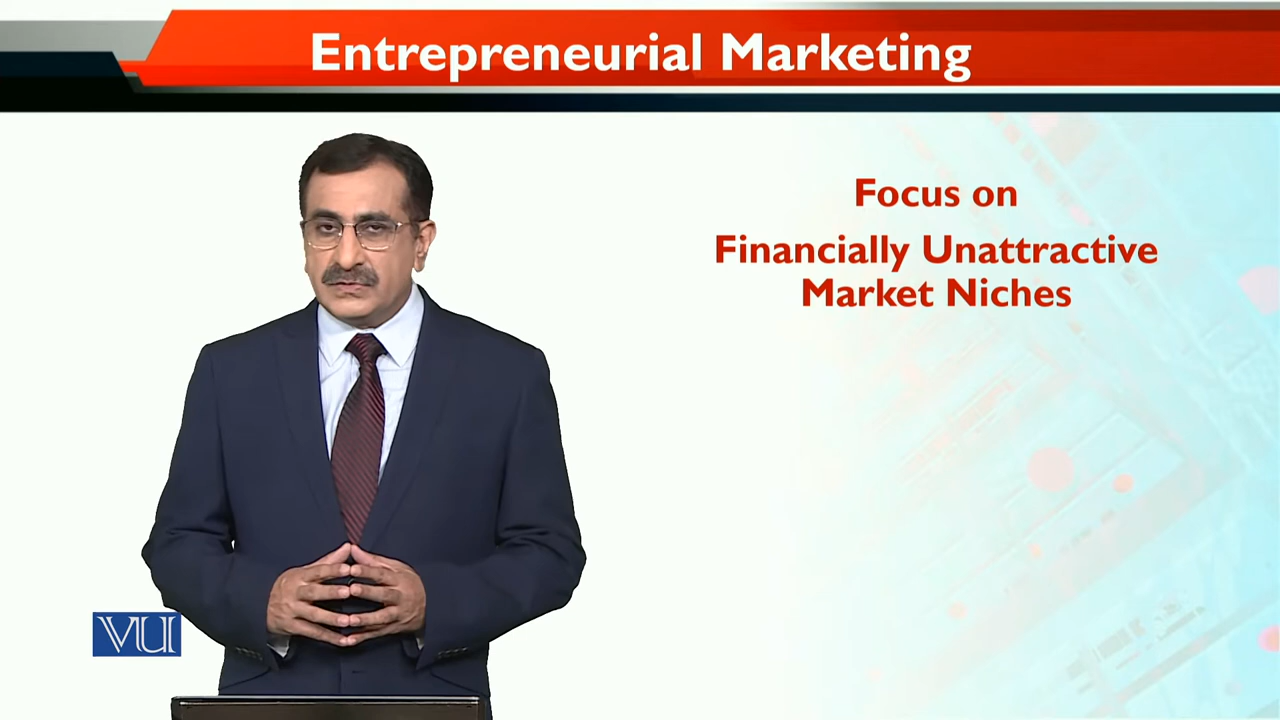 Entrepreneurial Marketing
Focus on
Financially Unattractive
Market Niches
VU